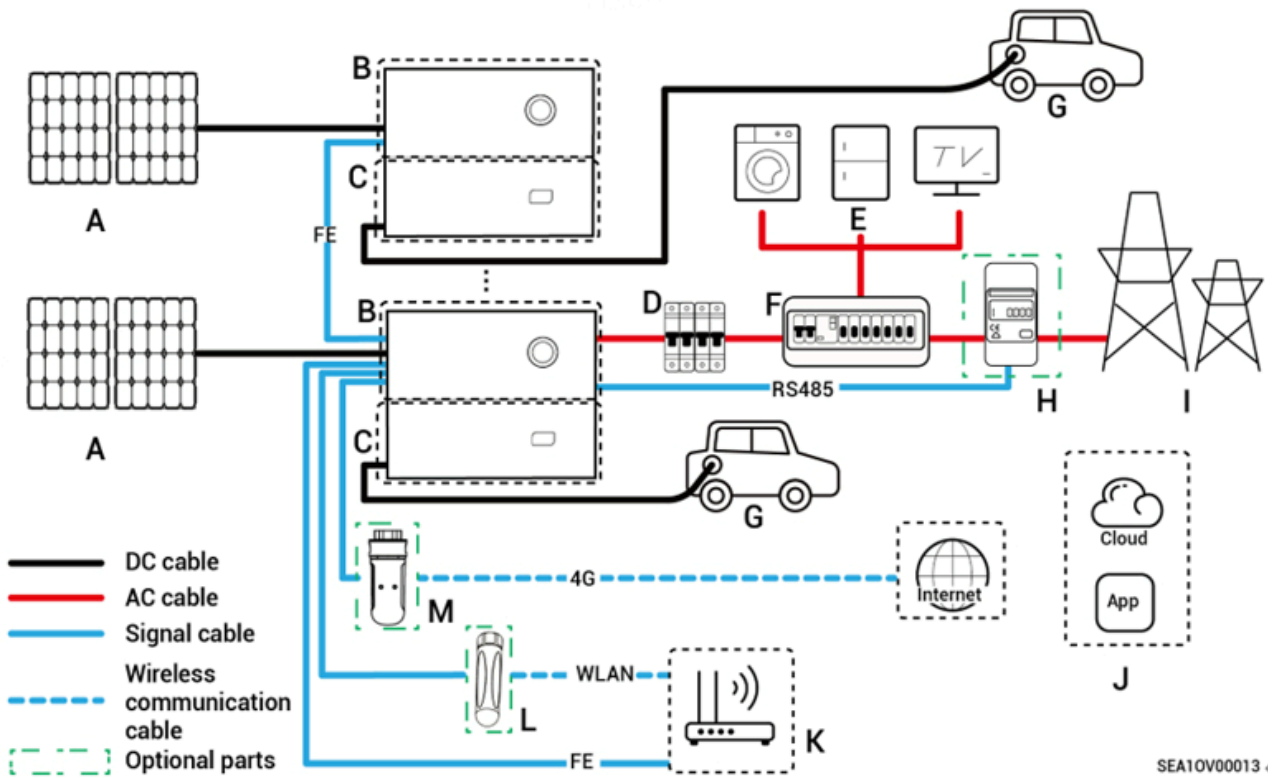 B
G
A
C
TV
E
FE
D
F
B
RS485
H
I
A
C
G
Cloud
App
J
DC cable
AC cable
Signal cable
Wireless
communication
cable
Optional parts
M
4G
Internet
L
WLAN
K
FE
SEA1OV00013